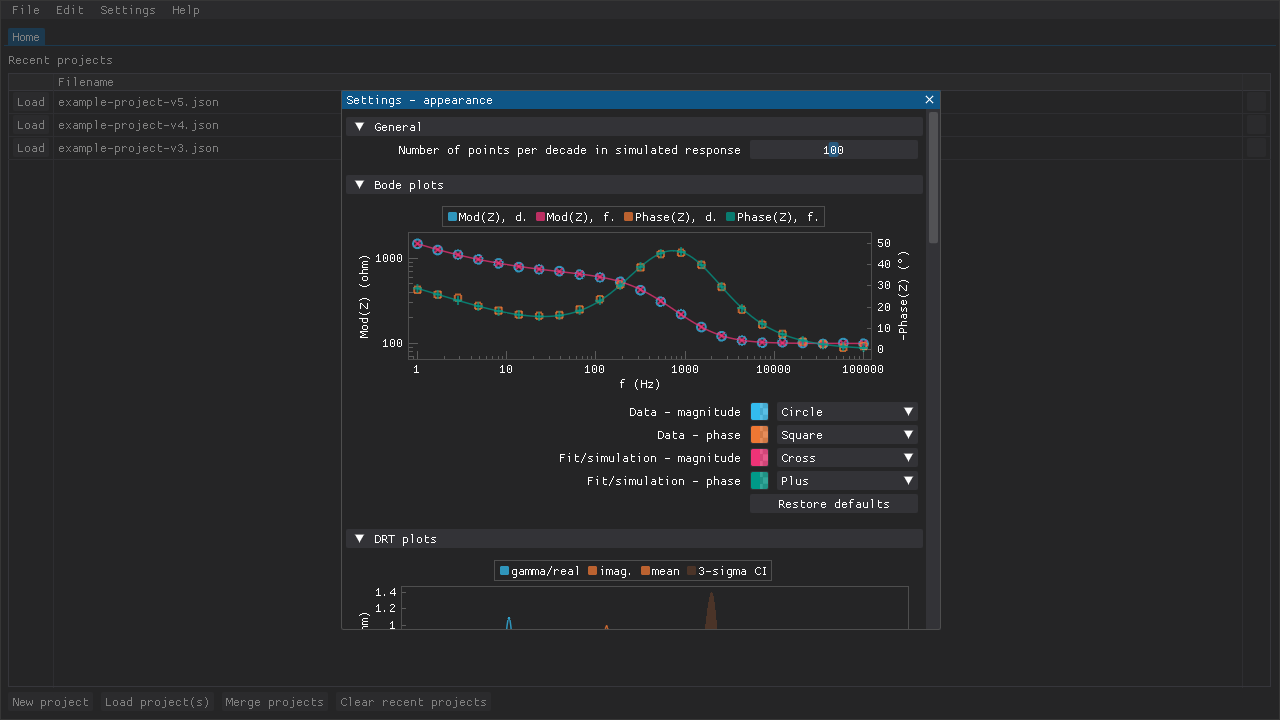 File Edit Settings Help
Home
Recent projects
Filename
Load example-project-v5.json
Load example-project-v4.json
Load example-project-v3.json
Settings - appearance
General
Number of points per decade in simulated response 100
Bode plots
Mod(Z), d. Mod(Z), f. Phase(Z), d. Phase(Z), f.
Mod(Z) (ohm)
1000
100
50
40
30
20
10
0
-Phase(Z) (°)
1 10 100 1000 10000 100000
f (Hz)
Data - magnitude Circle
Data - phase Square
Fit/simulation - magnitude Cross
Fit/simulation - phase Plus
Restore defaults
DRT plots
gamma/real imag. mean 3-sigma CI
1.4
1.2
1
New project Load project(s) Merge projects Clear recent projects